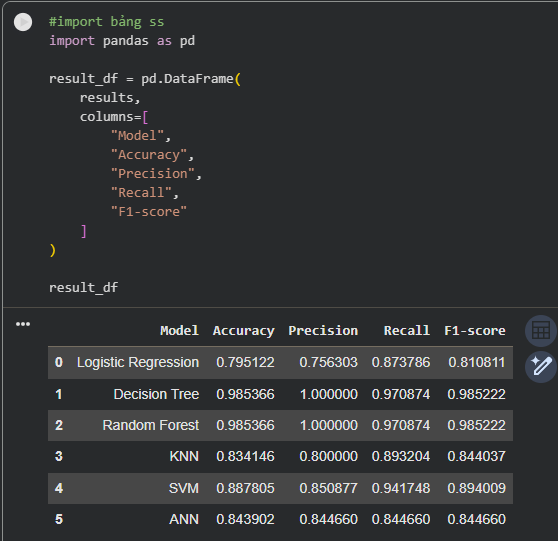 #import bảng ss
import pandas as pd
result_df = pd.DataFrame(
results,
columns=[
"Model",
"Accuracy",
"Precision",
"Recall",
"F1-score"
]
)
result_df
Model Accuracy Precision Recall F1-score
0 Logistic Regression 0.795122 0.756303 0.873786 0.810811
1 Decision Tree 0.985366 1.000000 0.970874 0.985222
2 Random Forest 0.985366 1.000000 0.970874 0.985222
3 KNN 0.834146 0.800000 0.893204 0.844037
4 SVM 0.887805 0.850877 0.941748 0.894009
5 ANN 0.843902 0.844660 0.844660 0.844660